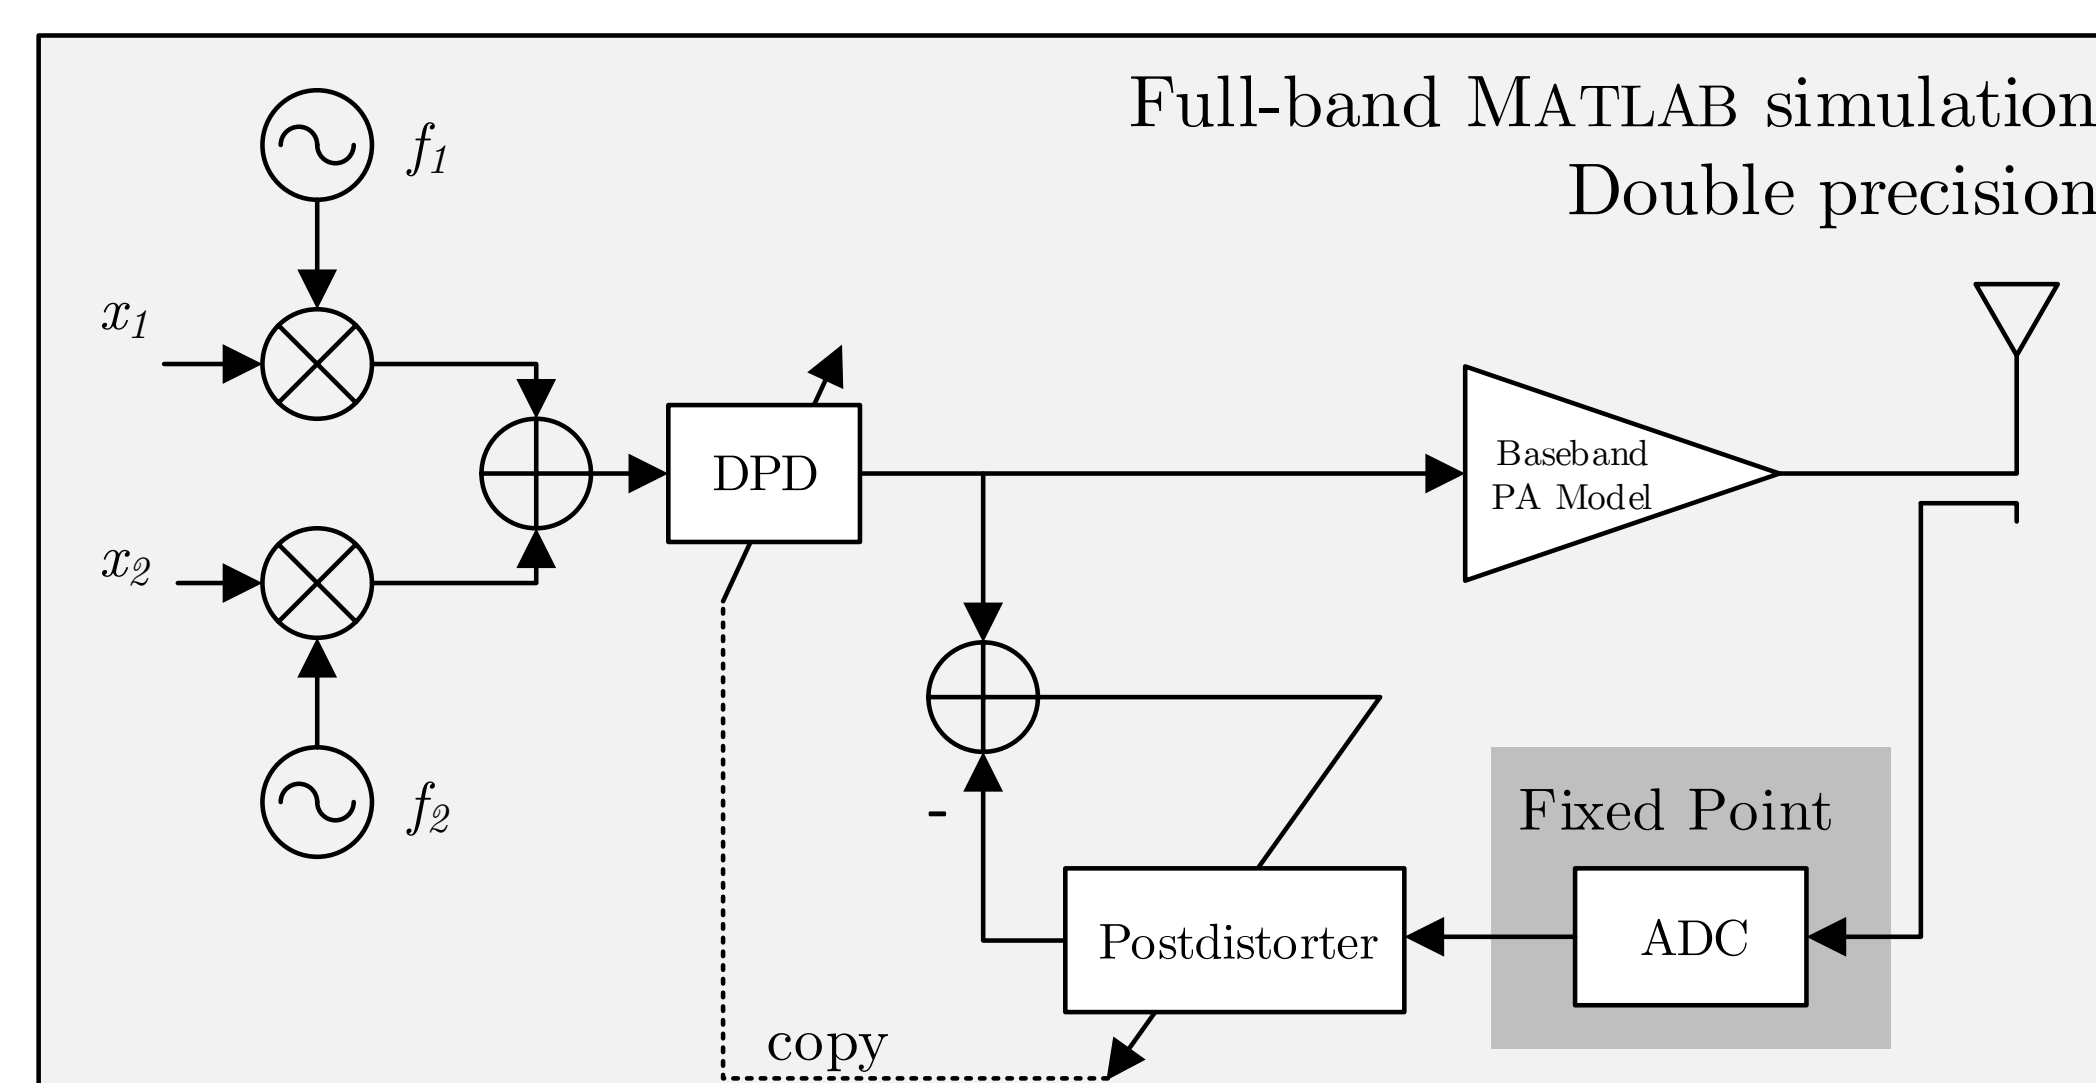 Full-band MATLAB simulation
Double precision
f1
x1
DPD
Baseband
PA Model
x2
f2
-
Fixed Point
Postdistorter
ADC
copy